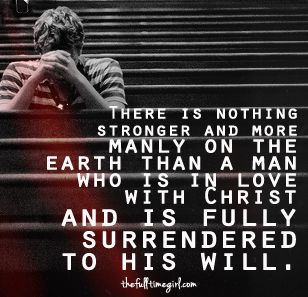 There is nothing
stronger and more
manly on the
earth than a man
who is in love
with Christ
and is fully
surrendered
to his will.
thefulltimegirl.com